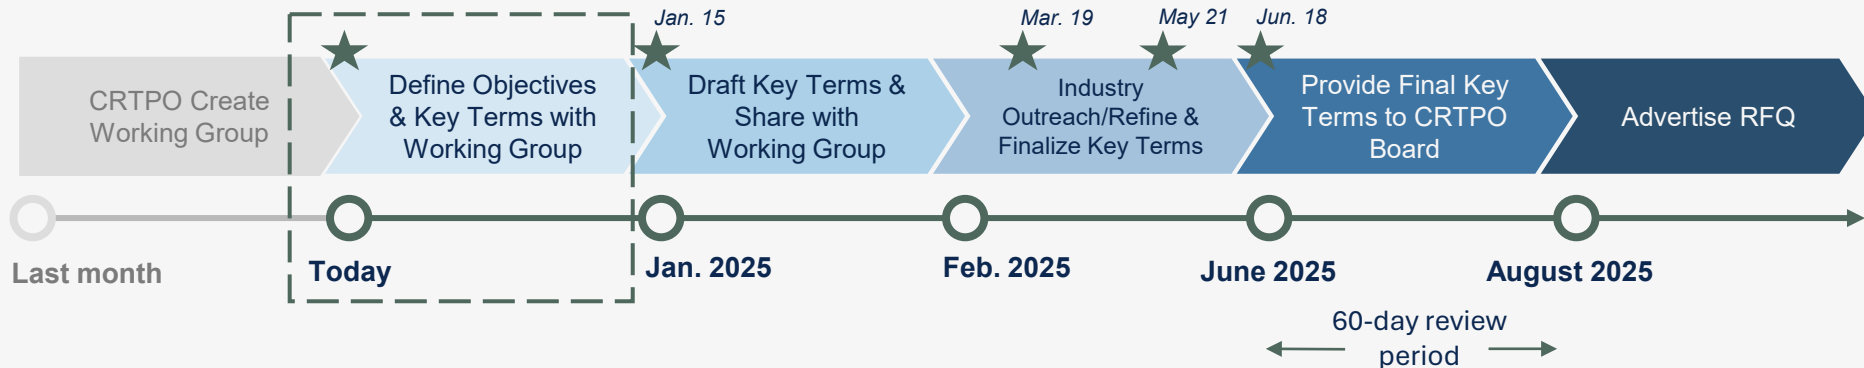 Jan. 15
Mar. 19
May 21
Jun. 18
CRTPO Create
Working Group
Define Objectives
& Key Terms with
Working Group
Draft Key Terms &
Share with
Working Group
Industry
Outreach/Refine &
Finalize Key Terms
Provide Final Key
Terms to CRTPO
Board
Advertise RFQ
Last month
Today
Jan. 2025
Feb. 2025
June 2025
August 2025
60-day review
period